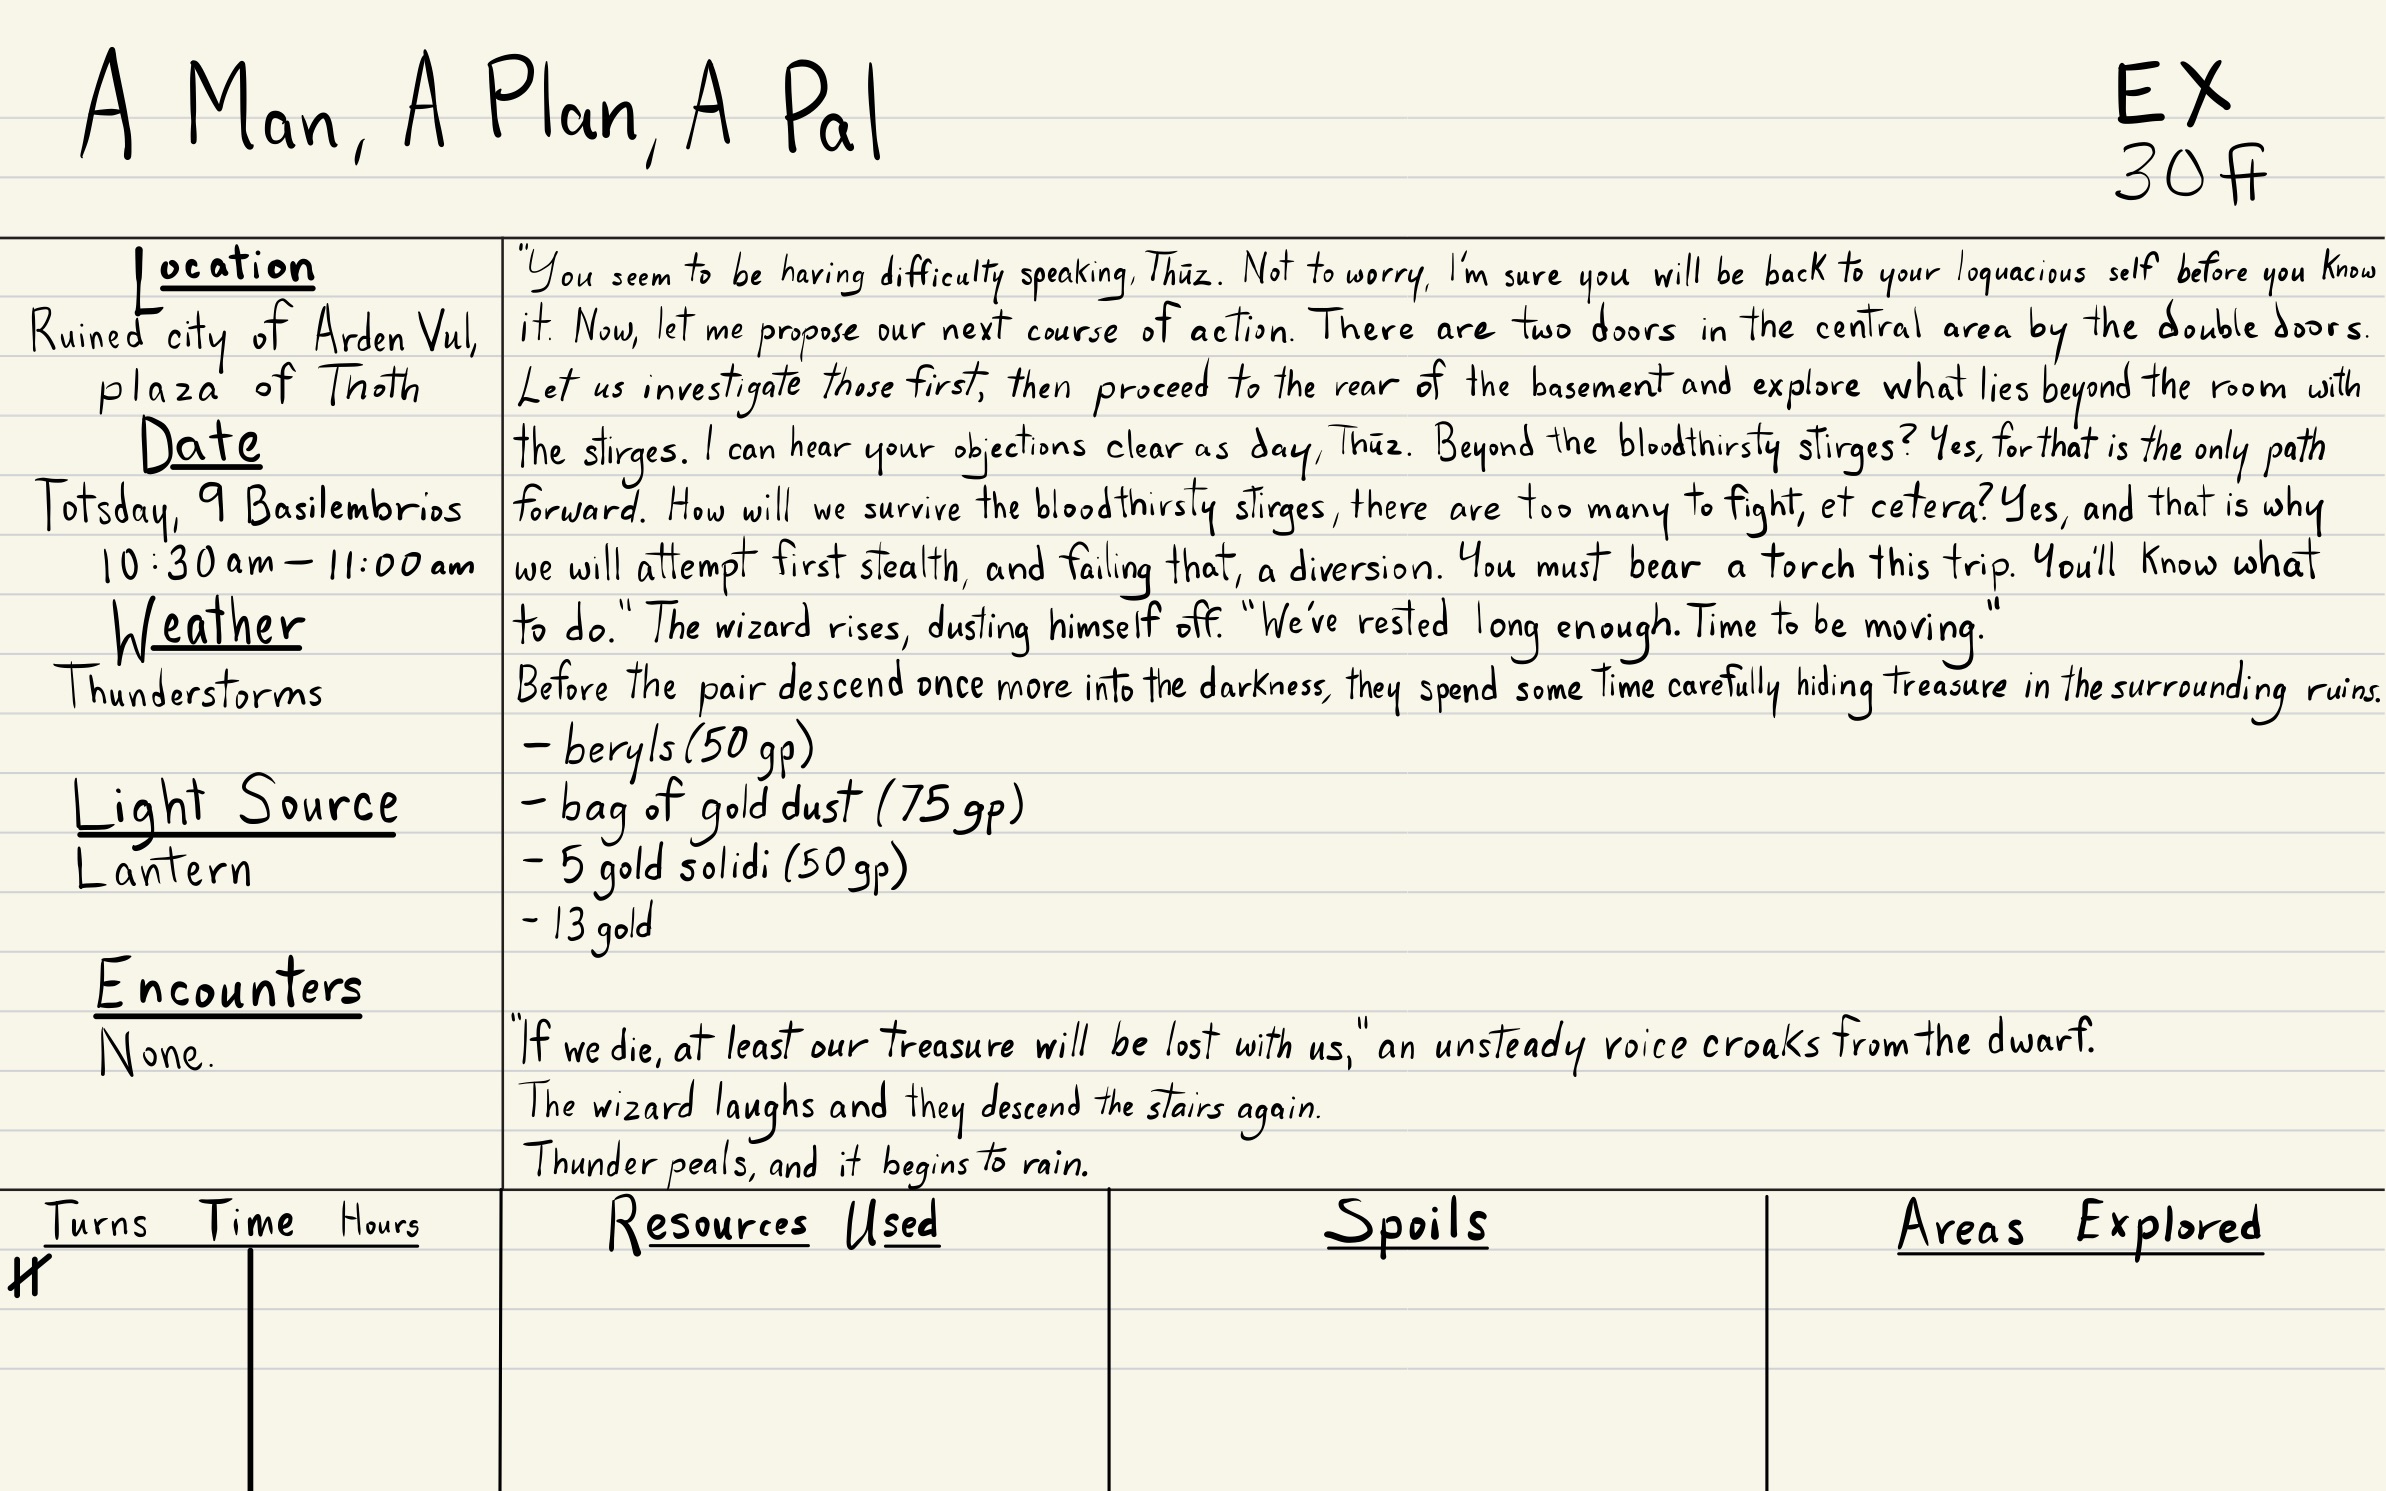 A Man, A Plan, A Pal
EX
30 ft
Location
Ruined city of Arden Vul,
plaza of Thoth
Date
Totsday, 9 Basilembrios
10:30 am – 11:00 am
Weather
Thunderstorms
Light Source
Lantern
Encounters
None.
"You seem to be having difficulty speaking, Thūz. Not to worry, I'm sure you will be back to your loquacious self before you know
it. Now, let me propose our next course of action. There are two doors in the central area by the double doors.
Let us investigate those first, then proceed to the rear of the basement and explore what lies beyond the room with
the stirges. I can hear your objections clear as day, Thūz. Beyond the bloodthirsty stirges? Yes, for that is the only path
forward. How will we survive the bloodthirsty stirges, there are too many to fight, et cetera? Yes, and that is why
we will attempt first stealth, and failing that, a diversion. You must bear a torch this trip. You'll know what
to do." The wizard rises, dusting himself off. "We've rested long enough. Time to be moving."
Before the pair descend once more into the darkness, they spend some time carefully hiding treasure in the surrounding ruins.
– beryls (50 gp)
– bag of gold dust (75 gp)
– 5 gold solidi (50 gp)
– 13 gold
"If we die, at least our treasure will be lost with us," an unsteady voice croaks from the dwarf.
The wizard laughs and they descend the stairs again.
Thunder peals, and it begins to rain.
Turns Time Hours
Resources Used
Spoils
Areas Explored